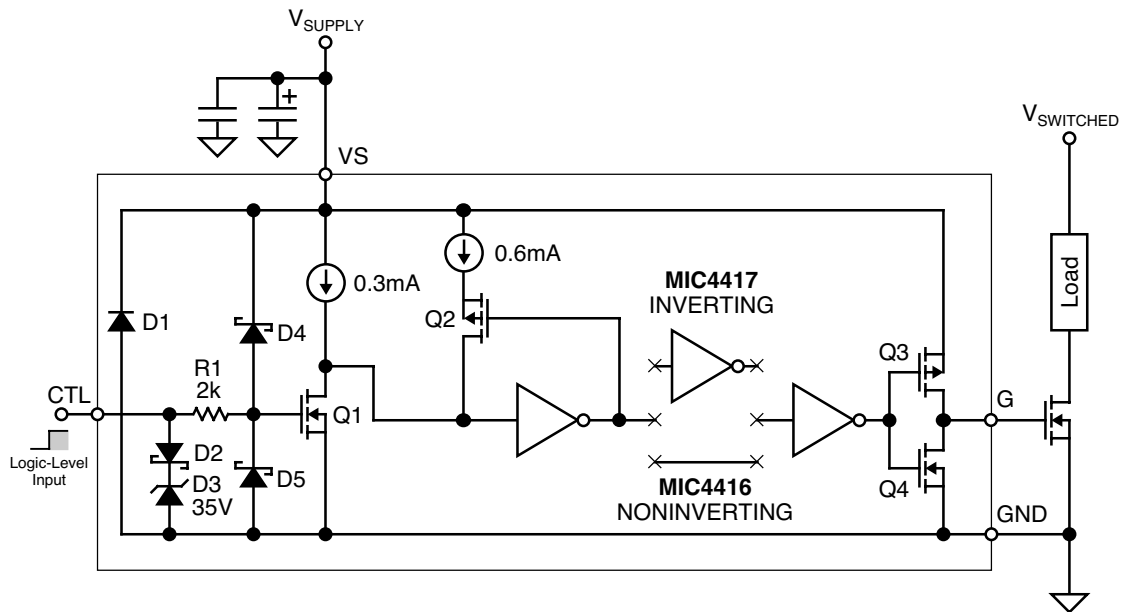 VSUPPLY
VSWITCHED
VS
0.6mA
0.3mA
MIC4417
INVERTING
Load
D1
D4
Q2
Q3
R1
2k
CTL
Q1
G
D2
D3
35V
D5
Logic-Level
Input
MIC4416
NONINVERTING
Q4
GND
+